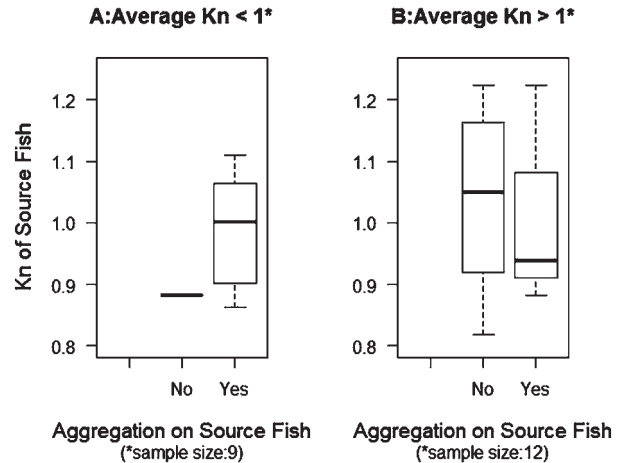 A:Average Kn < 1*
B:Average Kn > 1*
Kn of Source Fish
1.2
1.1
1.0
0.9
0.8
No Yes
Aggregation on Source Fish
(*sample size:9)
1.2
1.1
1.0
0.9
0.8
No Yes
Aggregation on Source Fish
(*sample size:12)